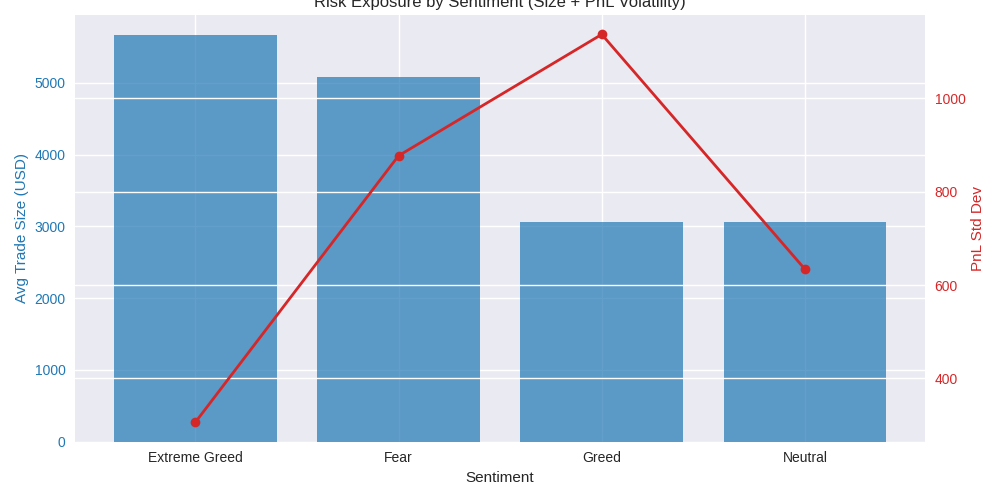 Risk Exposure by Sentiment (Size + PnL Volatility)
Avg Trade Size (USD)
5000
4000
3000
2000
1000
0
1000
800
600
400
PnL Std Dev
Extreme Greed
Fear
Greed
Neutral
Sentiment